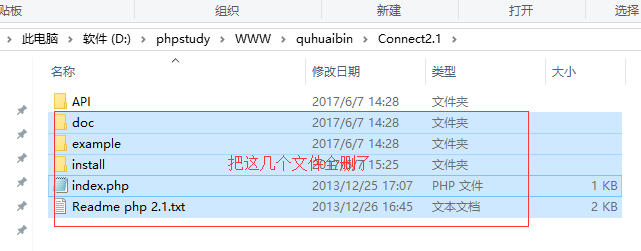 贴板 组织 新建 打开 选择
此电脑 › 软件 (D:) › phpstudy › WWW › quhuaibin › Connect2.1 ›
名称 修改日期 类型 大小
API 2017/6/7 14:28 文件夹
doc 2017/6/7 14:28 文件夹
example 2017/6/7 14:28 文件夹
install 2017/6/7 15:25 文件夹
把这几个文件全删了
index.php 2013/12/25 17:07 PHP 文件 1 KB
Readme php 2.1.txt 2013/12/26 16:45 文本文档 2 KB